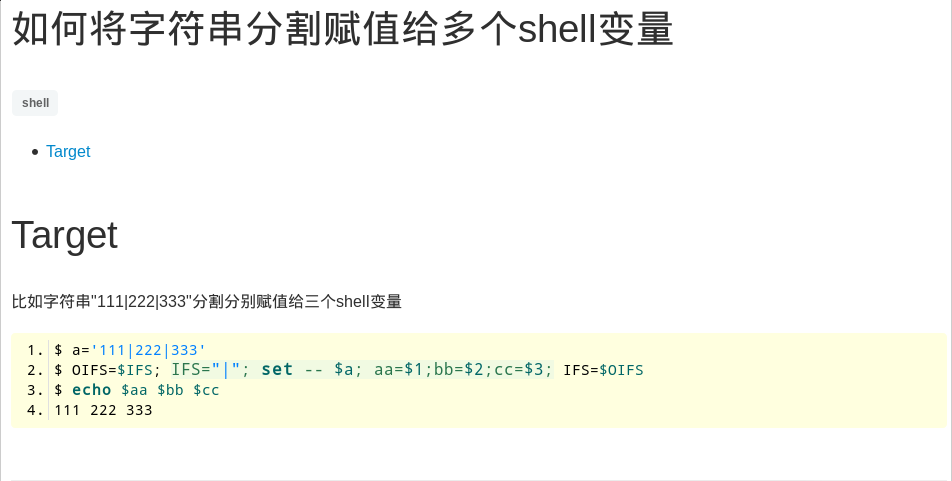 如何将字符串分割赋值给多个shell变量
shell
Target
Target
比如字符串"111|222|333"分割分别赋值给三个shell变量
1. $ a='111|222|333'
2. $ OIFS=$IFS; IFS="|"; set -- $a; aa=$1;bb=$2;cc=$3; IFS=$OIFS
3. $ echo $aa $bb $cc
4. 111 222 333